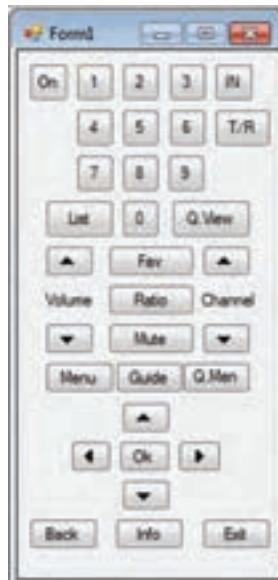 Form1
On 1 2 3 IN
4 5 6 T/R
7 8 9
List 0 Q.View
Fav
Volume Ratio Channel
Mute
Menu Guide Q.Men
Ok
Back Info Exit